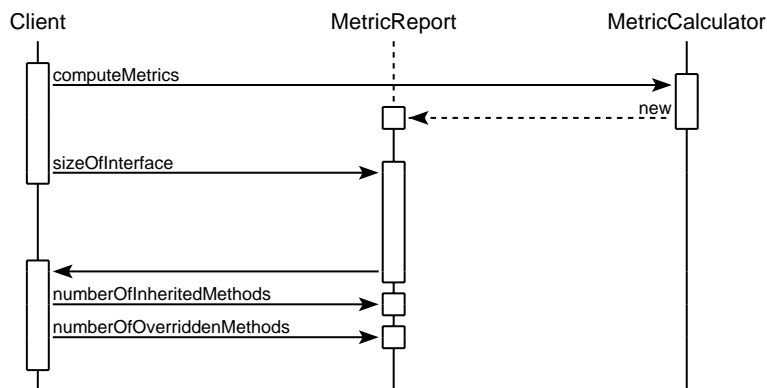 Client
MetricReport
MetricCalculator
computeMetrics
new
sizeOfInterface
numberOfInheritedMethods
numberOfOverriddenMethods